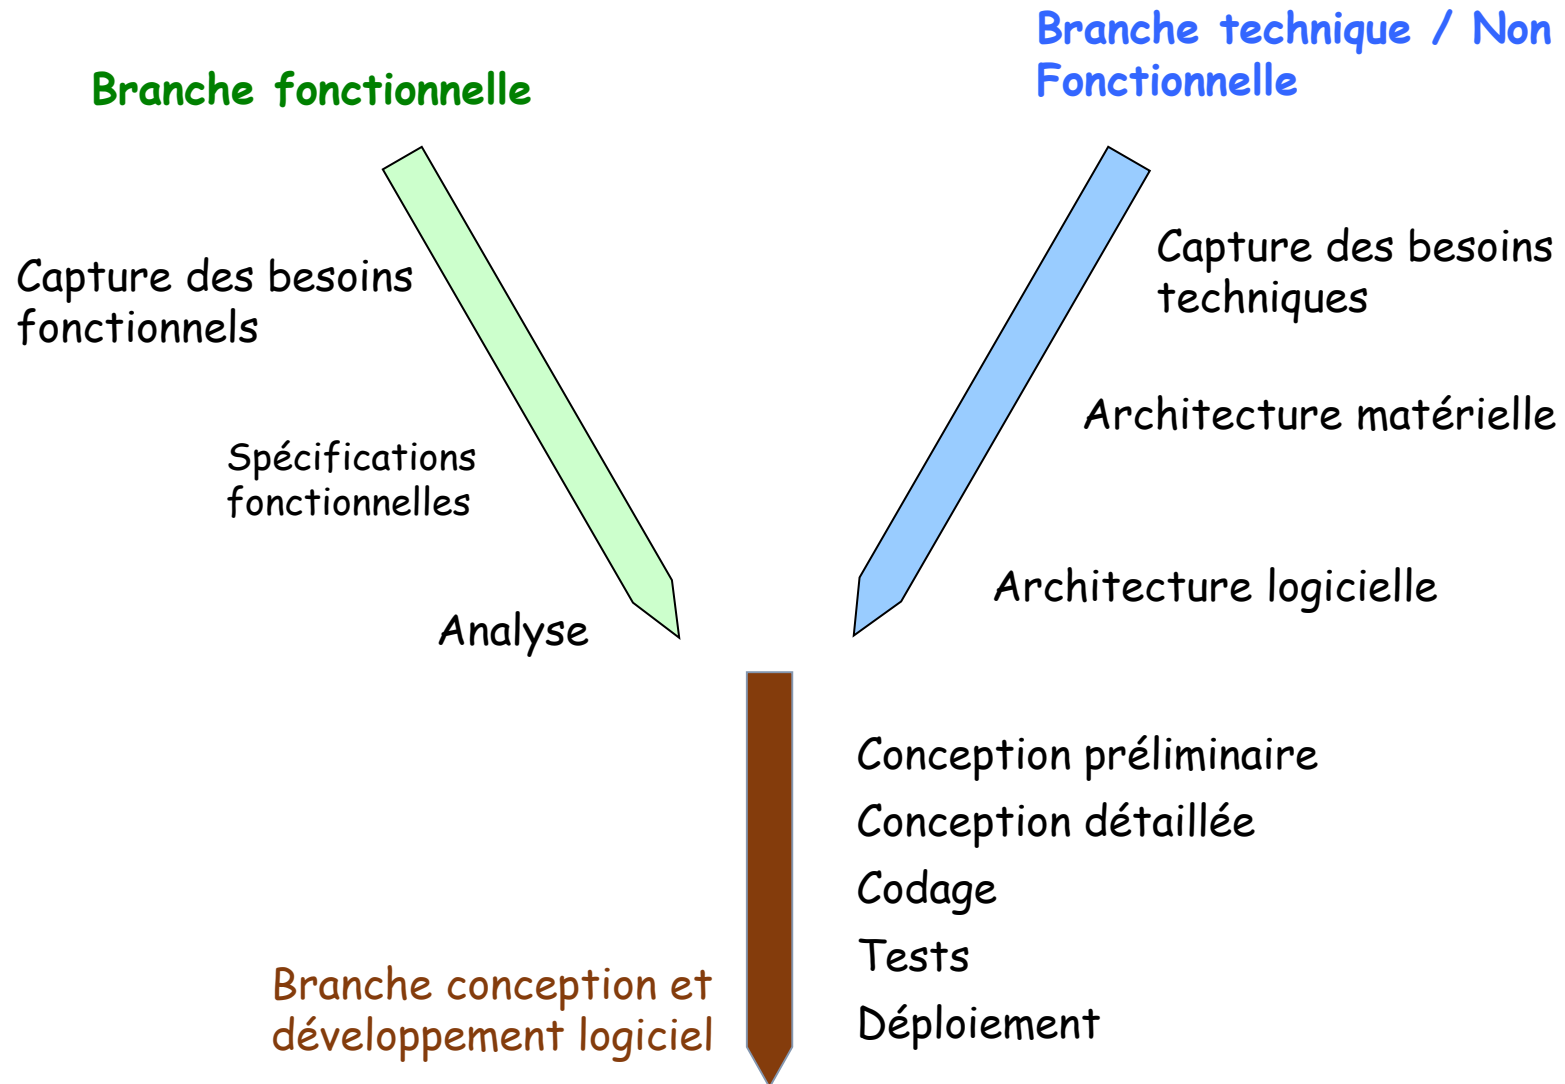 Branche fonctionnelle
Branche technique / Non
Fonctionnelle
Capture des besoins
fonctionnels
Spécifications
fonctionnelles
Analyse
Capture des besoins
techniques
Architecture matérielle
Architecture logicielle
Branche conception et
développement logiciel
Conception préliminaire
Conception détaillée
Codage
Tests
Déploiement